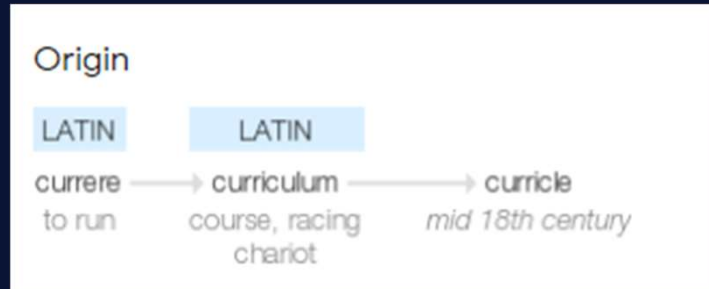 Origin
LATIN LATIN
currere curriculum curricle
to run course, racing mid 18th century
chariot